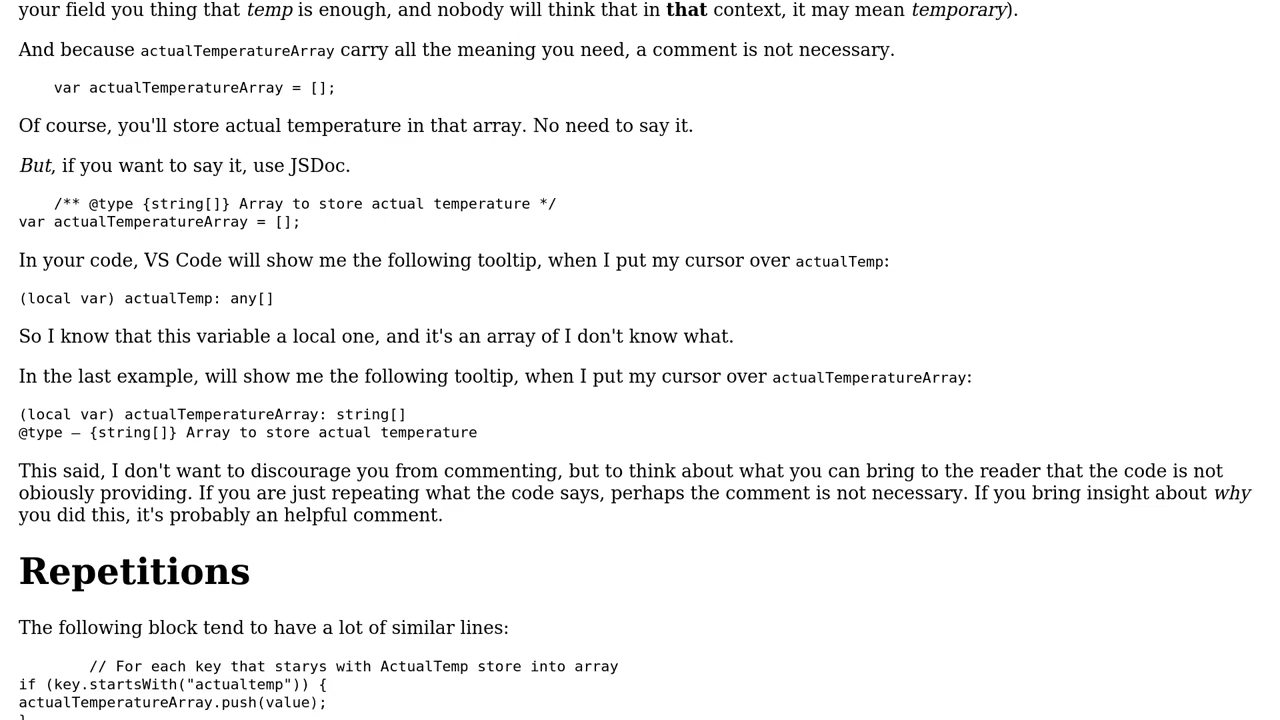 your field you thing that temp is enough, and nobody will think that in that context, it may mean temporary).
And because actualTemperatureArray carry all the meaning you need, a comment is not necessary.
var actualTemperatureArray = [];
Of course, you'll store actual temperature in that array. No need to say it.
But, if you want to say it, use JSDoc.
/** @type {string[]} Array to store actual temperature */
var actualTemperatureArray = [];
In your code, VS Code will show me the following tooltip, when I put my cursor over actualTemp:
(local var) actualTemp: any[]
So I know that this variable a local one, and it's an array of I don't know what.
In the last example, will show me the following tooltip, when I put my cursor over actualTemperatureArray:
(local var) actualTemperatureArray: string[]
@type — {string[]} Array to store actual temperature
This said, I don't want to discourage you from commenting, but to think about what you can bring to the reader that the code is not
obiously providing. If you are just repeating what the code says, perhaps the comment is not necessary. If you bring insight about why
you did this, it's probably an helpful comment.
Repetitions
The following block tend to have a lot of similar lines:
// For each key that starys with ActualTemp store into array
if (key.startsWith("actualtemp")) {
actualTemperatureArray.push(value);
}